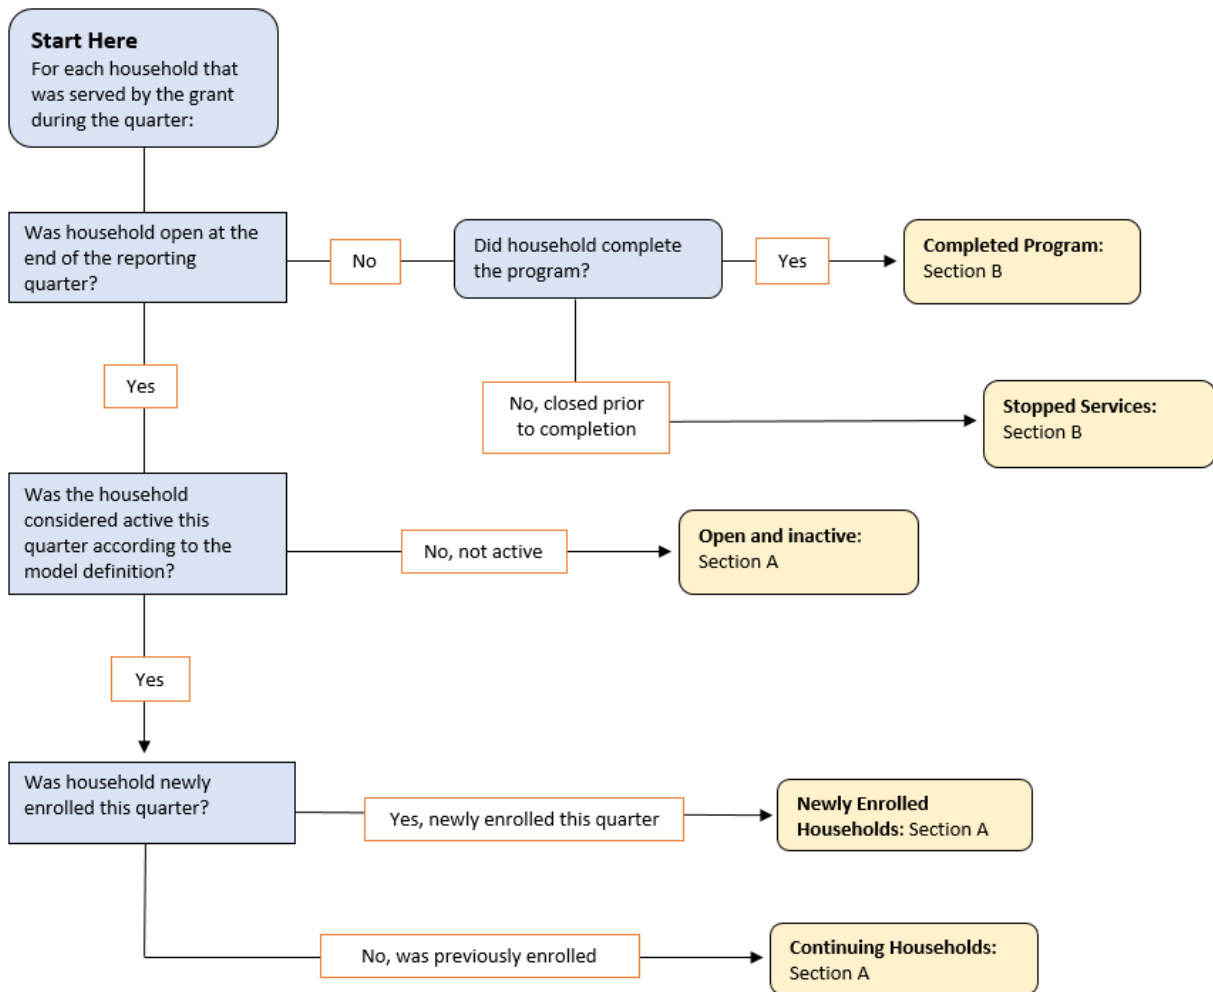 Start Here
For each household that
was served by the grant
during the quarter:
Was household open at the
end of the reporting
quarter?
No
Did household complete
the program?
Yes
Completed Program:
Section B
Yes
No, closed prior
to completion
Stopped Services:
Section B
Was the household
considered active this
quarter according to the
model definition?
No, not active
Open and inactive:
Section A
Yes
Was household newly
enrolled this quarter?
Yes, newly enrolled this quarter
Newly Enrolled
Households: Section A
No, was previously enrolled
Continuing Households:
Section A